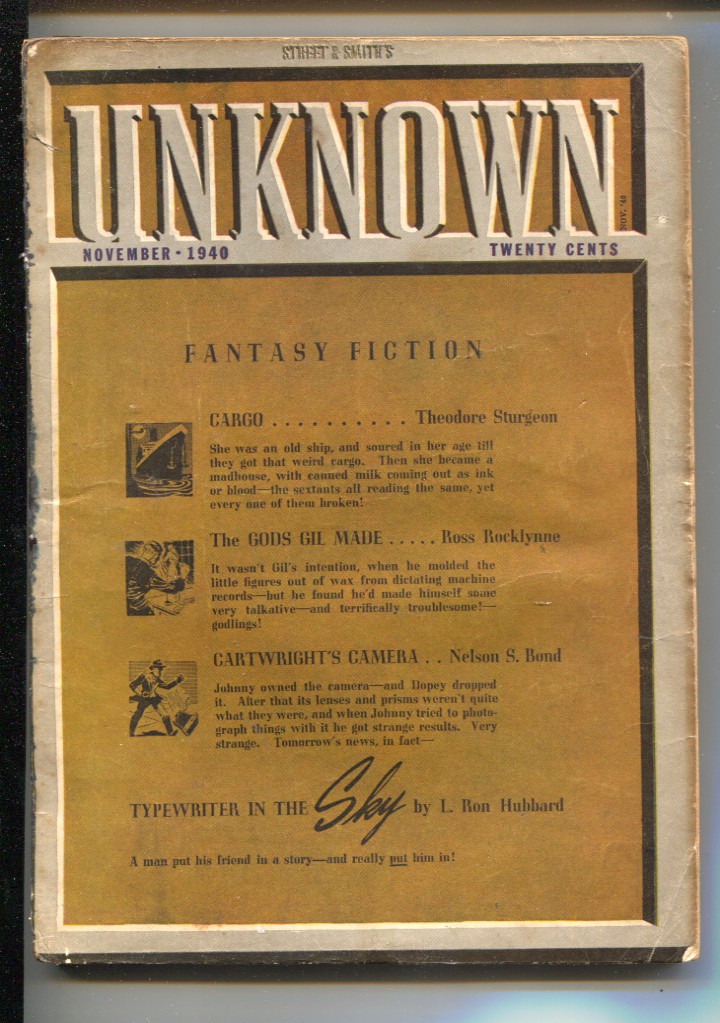 STREET & SMITH'S
UNKNOWN
NOV. '40
NOVEMBER · 1940 TWENTY CENTS
FANTASY FICTION
CARGO . . . . . . . . . . Theodore Sturgeon
She was an old ship, and soured in her age till
they got that weird cargo. Then she became a
madhouse, with canned milk coming out as ink
or blood—the sextants all reading the same, yet
every one of them broken!
The GODS GIL MADE . . . . . Ross Rocklynne
It wasn't Gil's intention, when he molded the
little figures out of wax from dictating machine
records—but he found he'd made himself some
very talkative—and terrifically troublesome!—
godlings!
CARTWRIGHT'S CAMERA . . Nelson S. Bond
Johnny owned the camera—and Dopey dropped
it. After that its lenses and prisms weren't quite
what they were, and when Johnny tried to photo-
graph things with it he got strange results. Very
strange. Tomorrow's news, in fact—
TYPEWRITER IN THE Sky by L. Ron Hubbard
A man put his friend in a story—and really put him in!